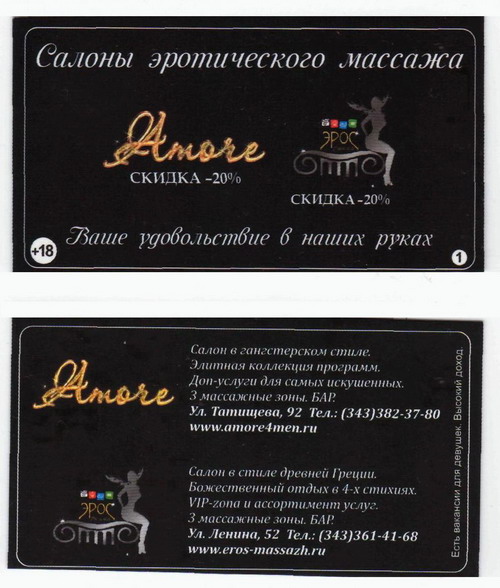 Салоны эротического массажа
Amore
СКИДКА -20%
ЭРОС
СКИДКА -20%
Ваше удовольствие в наших руках
+18
1
Amore
Салон в гангстерском стиле.
Элитная коллекция программ.
Доп-услуги для самых искушенных.
3 массажные зоны. БАР.
Ул. Татищева, 92 Тел.: (343)382-37-80
www.amore4men.ru
ЭРОС
Салон в стиле древней Греции.
Божественный отдых в 4-х стихиях.
VIP-zona и ассортимент услуг.
3 массажные зоны. БАР.
Ул. Ленина, 52 Тел.: (343)361-41-68
www.eros-massazh.ru
Есть вакансии для девушек. Высокий доход.